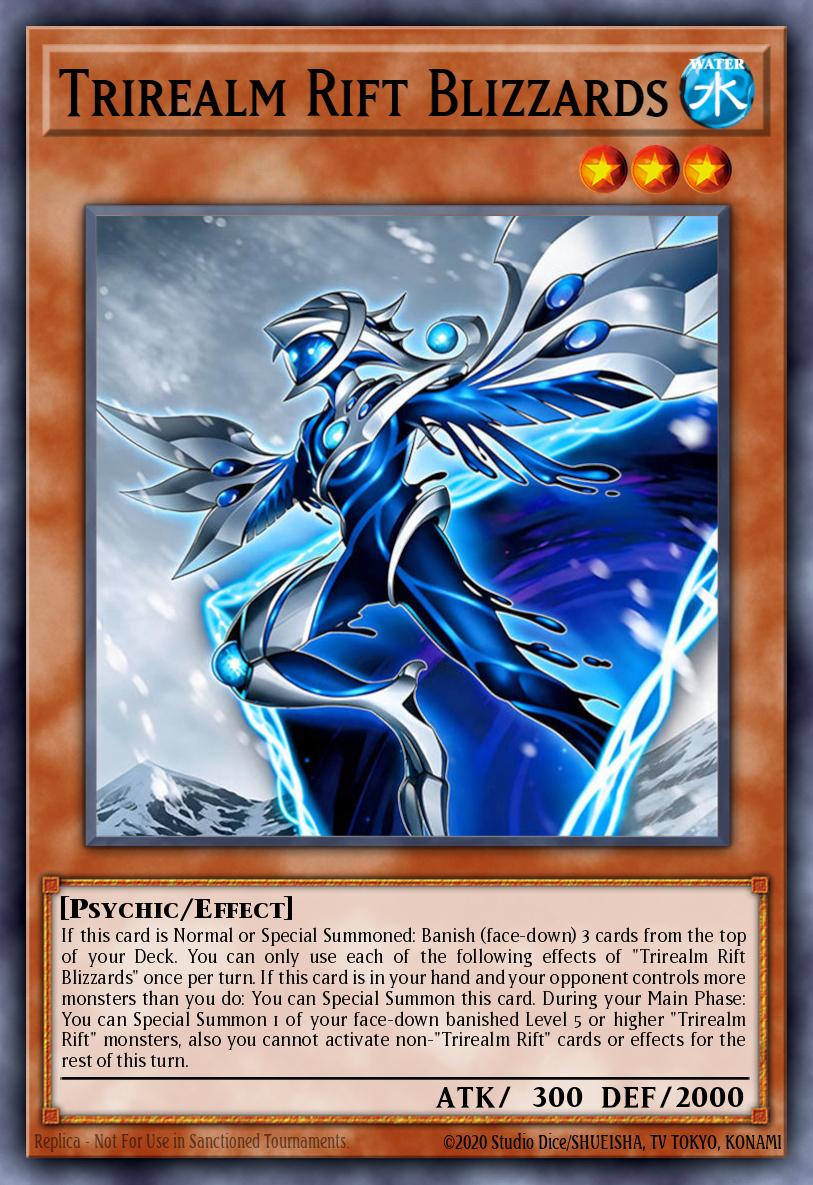 Trirealm Rift Blizzards
WATER
水
[Psychic/Effect]
If this card is Normal or Special Summoned: Banish (face-down) 3 cards from the top
of your Deck. You can only use each of the following effects of "Trirealm Rift
Blizzards" once per turn. If this card is in your hand and your opponent controls more
monsters than you do: You can Special Summon this card. During your Main Phase:
You can Special Summon 1 of your face-down banished Level 5 or higher "Trirealm
Rift" monsters, also you cannot activate non-"Trirealm Rift" cards or effects for the
rest of this turn.
ATK/ 300 DEF/2000
Replica - Not For Use in Sanctioned Tournaments.
©2020 Studio Dice/SHUEISHA, TV TOKYO, KONAMI